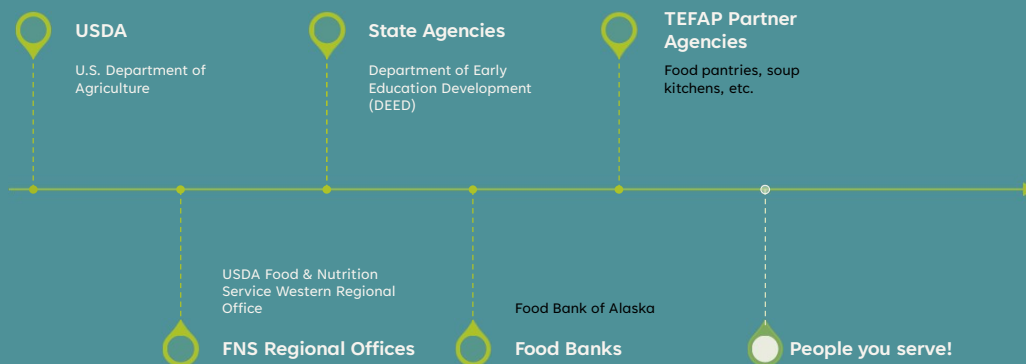 USDA
U.S. Department of
Agriculture
State Agencies
Department of Early
Education Development
(DEED)
TEFAP Partner
Agencies
Food pantries, soup
kitchens, etc.
USDA Food & Nutrition
Service Western Regional
Office
FNS Regional Offices
Food Bank of Alaska
Food Banks
People you serve!